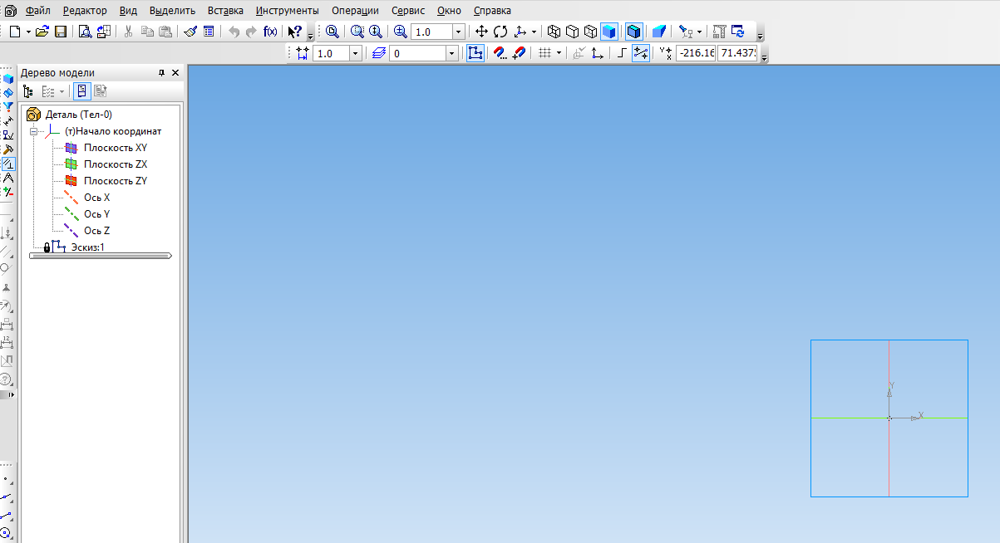 Файл Редактор Вид Выделить Вставка Инструменты Операции Сервис Окно Справка
f(x) 1.0
1.0 0 -216.16 71.437
Дерево модели
Деталь (Тел-0)
(т)Начало координат
Плоскость XY
Плоскость ZX
Плоскость ZY
Ось X
Ось Y
Ось Z
Эскиз:1
12
Y
X